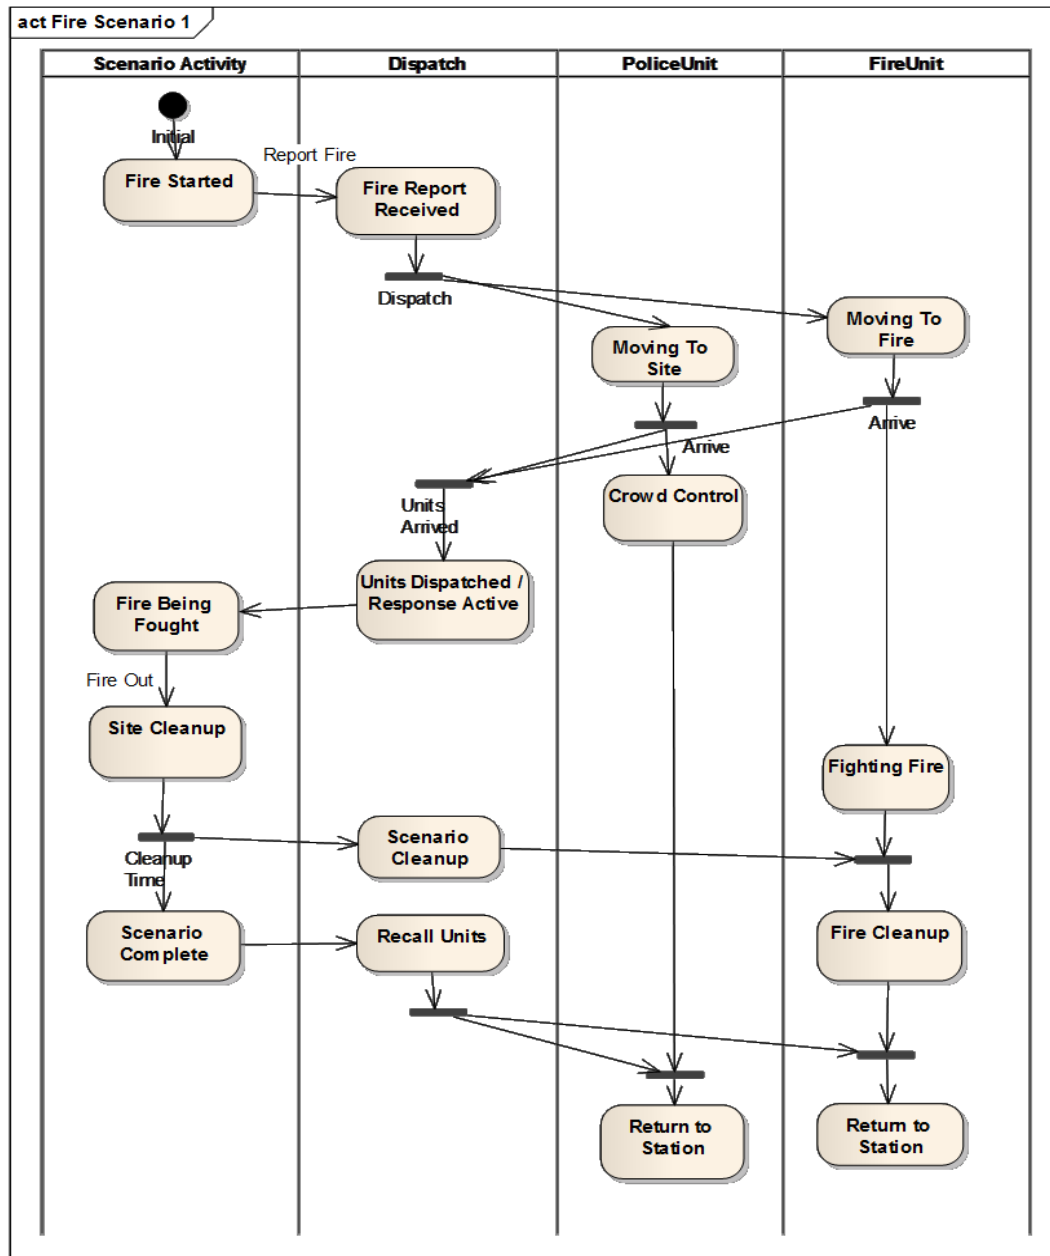 act Fire Scenario 1
Scenario Activity
Dispatch
PoliceUnit
FireUnit
Initial
Report Fire
Fire Started
Fire Report
Received
Dispatch
Moving To
Fire
Moving To
Site
Arrive
Arrive
Crowd Control
Units
Arrived
Units Dispatched /
Response Active
Fire Being
Fought
Fire Out
Site Cleanup
Fighting Fire
Scenario
Cleanup
Cleanup
Time
Scenario
Complete
Recall Units
Fire Cleanup
Return to
Station
Return to
Station